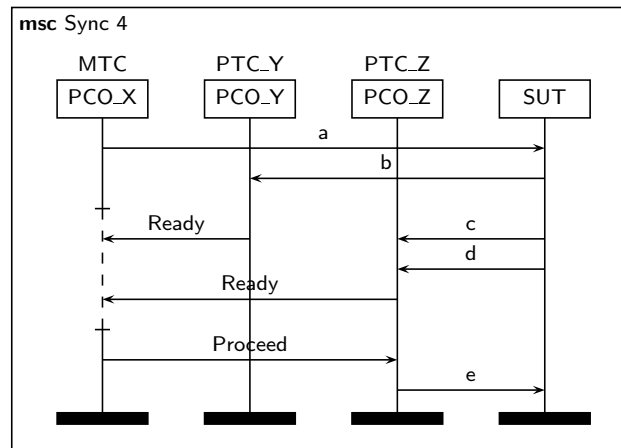 msc Sync 4
MTC PTC_Y PTC_Z
PCO_X PCO_Y PCO_Z SUT
a
b
Ready c
d
Ready
Proceed
e